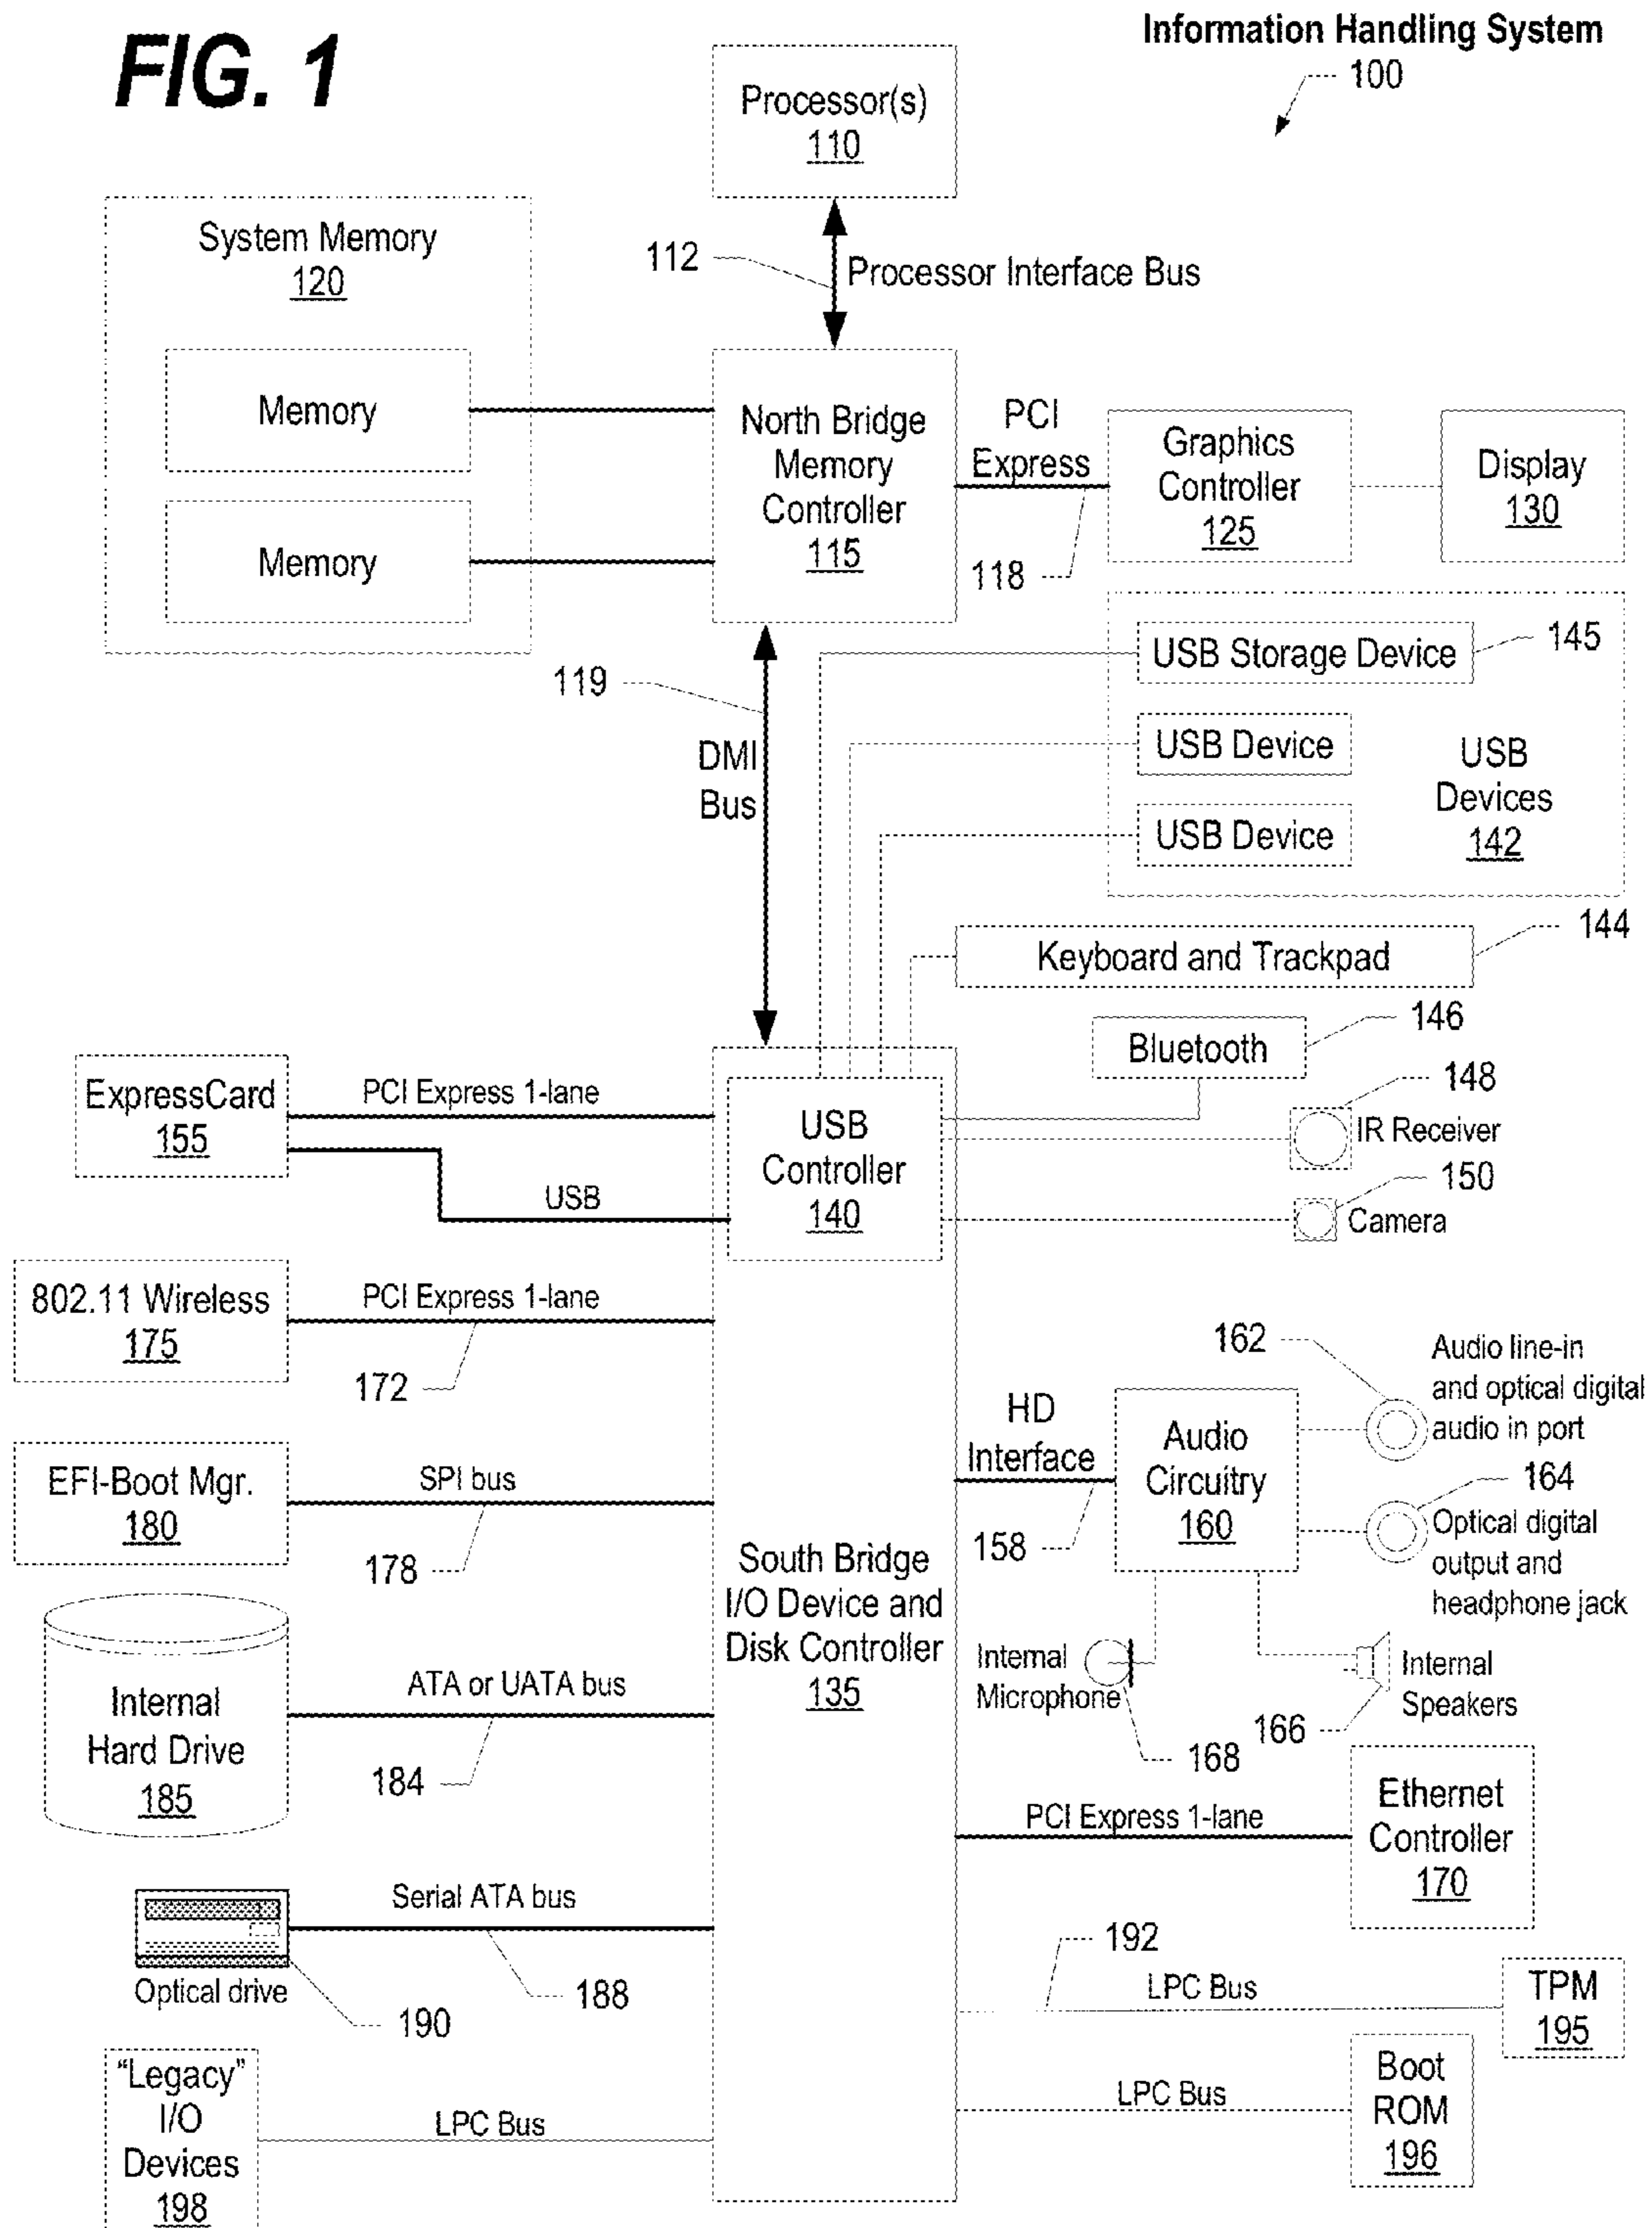 FIG. 1
Information Handling System
100
Processor(s)
110
System Memory
120
112
Processor Interface Bus
Memory
Memory
North Bridge
Memory
Controller
115
PCI
Express
118
Graphics
Controller
125
Display
130
119
DMI
Bus
USB Storage Device
145
USB Device
USB Device
USB
Devices
142
Keyboard and Trackpad
144
Bluetooth
146
148
IR Receiver
150
Camera
ExpressCard
155
PCI Express 1-lane
USB
USB
Controller
140
802.11 Wireless
175
PCI Express 1-lane
172
EFI-Boot Mgr.
180
SPI bus
178
South Bridge
I/O Device and
Disk Controller
135
HD
Interface
158
Audio
Circuitry
160
162
Audio line-in
and optical digital
audio in port
164
Optical digital
output and
headphone jack
Internal
Microphone
168
166
Internal
Speakers
Internal
Hard Drive
185
ATA or UATA bus
184
PCI Express 1-lane
Ethernet
Controller
170
Serial ATA bus
188
Optical drive
190
192
LPC Bus
TPM
195
"Legacy"
I/O
Devices
198
LPC Bus
LPC Bus
Boot
ROM
196